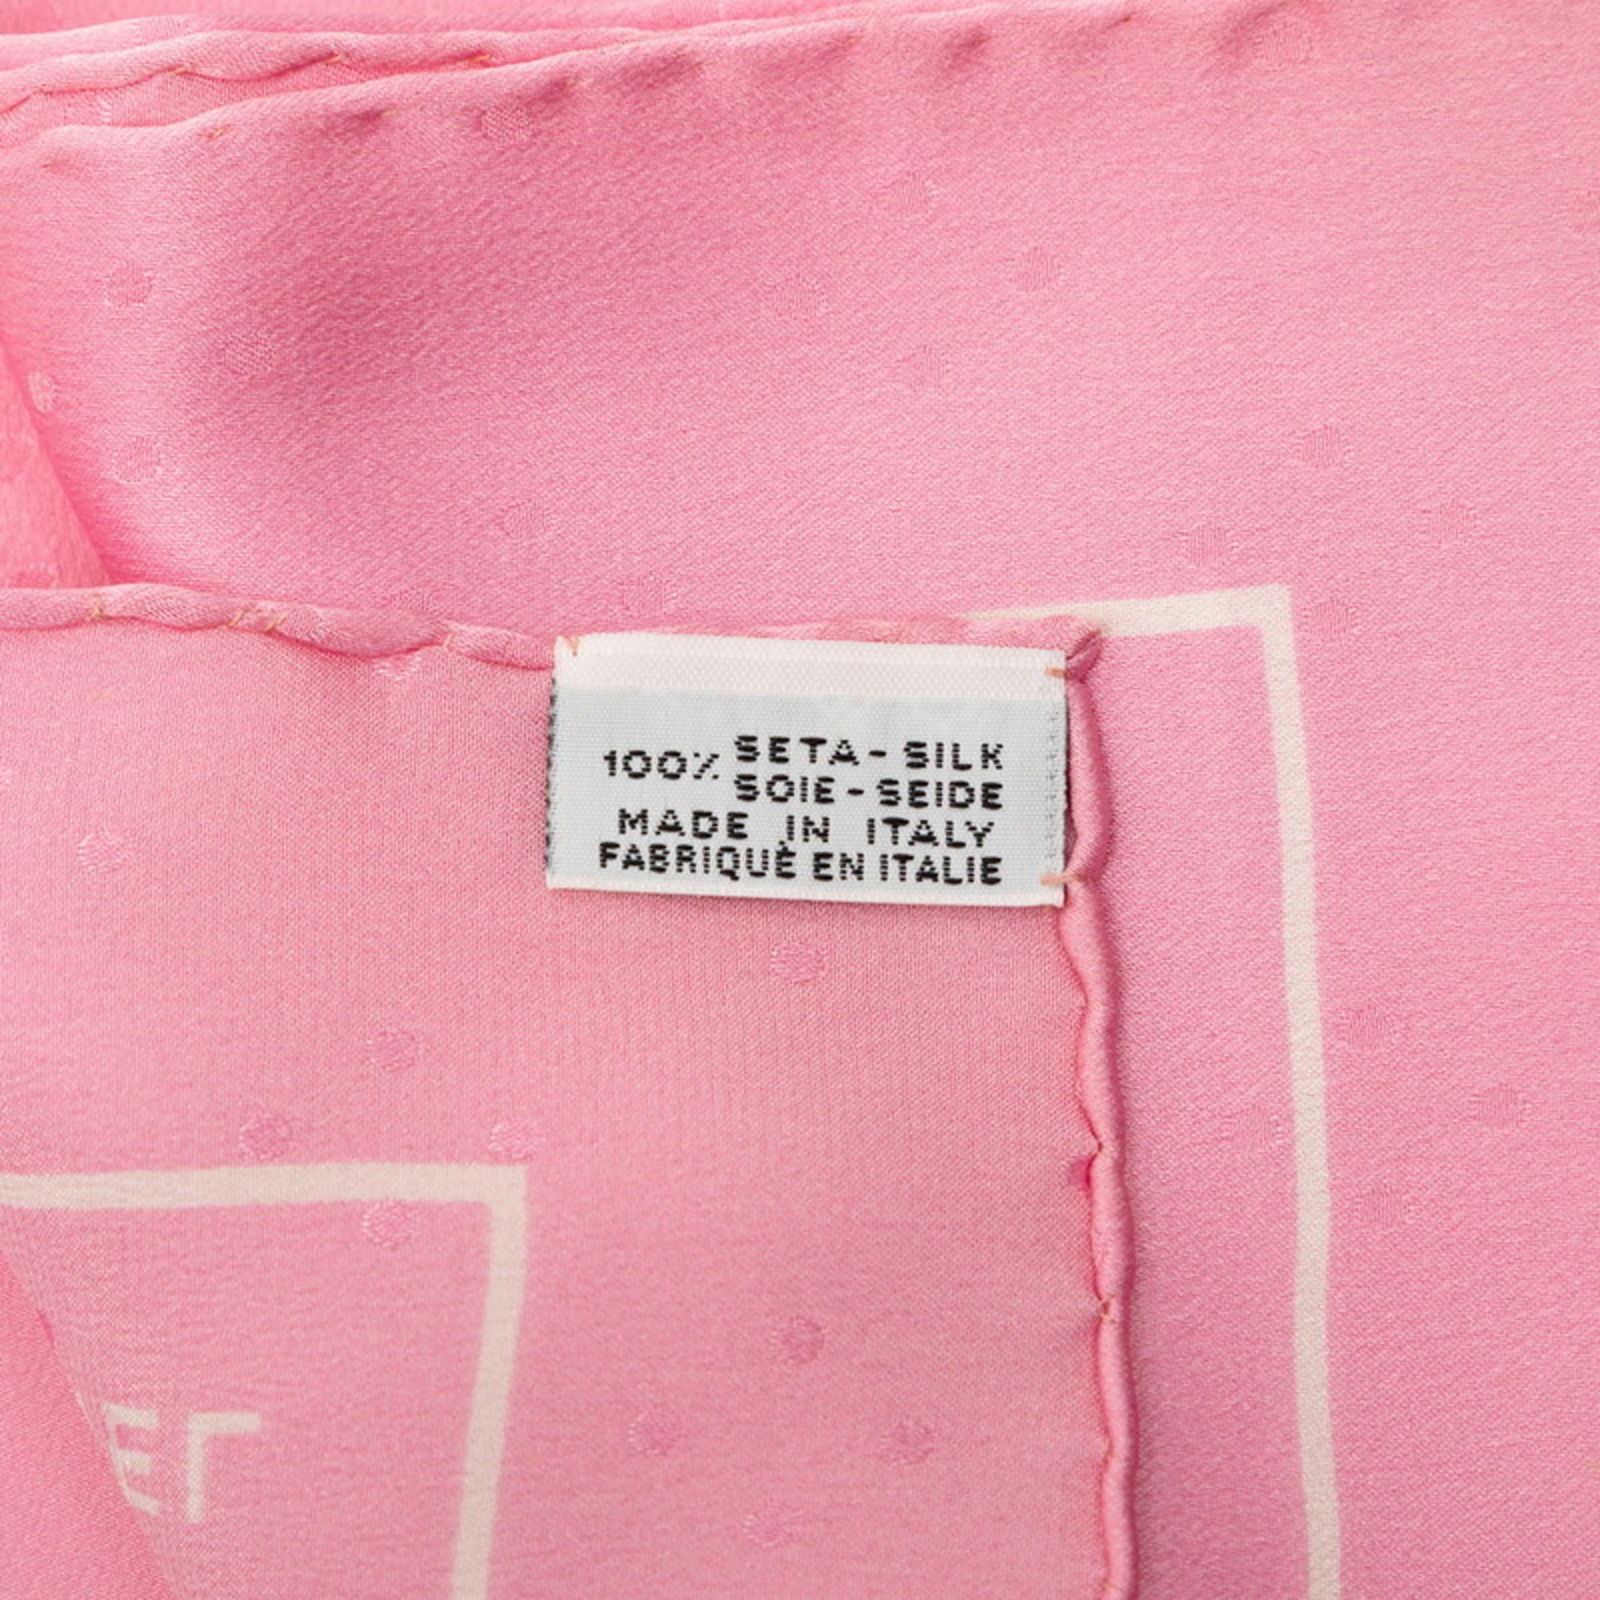 100% SETA - SILK
SOIE - SEIDE
MADE IN ITALY
FABRIQUÈ EN ITALIE